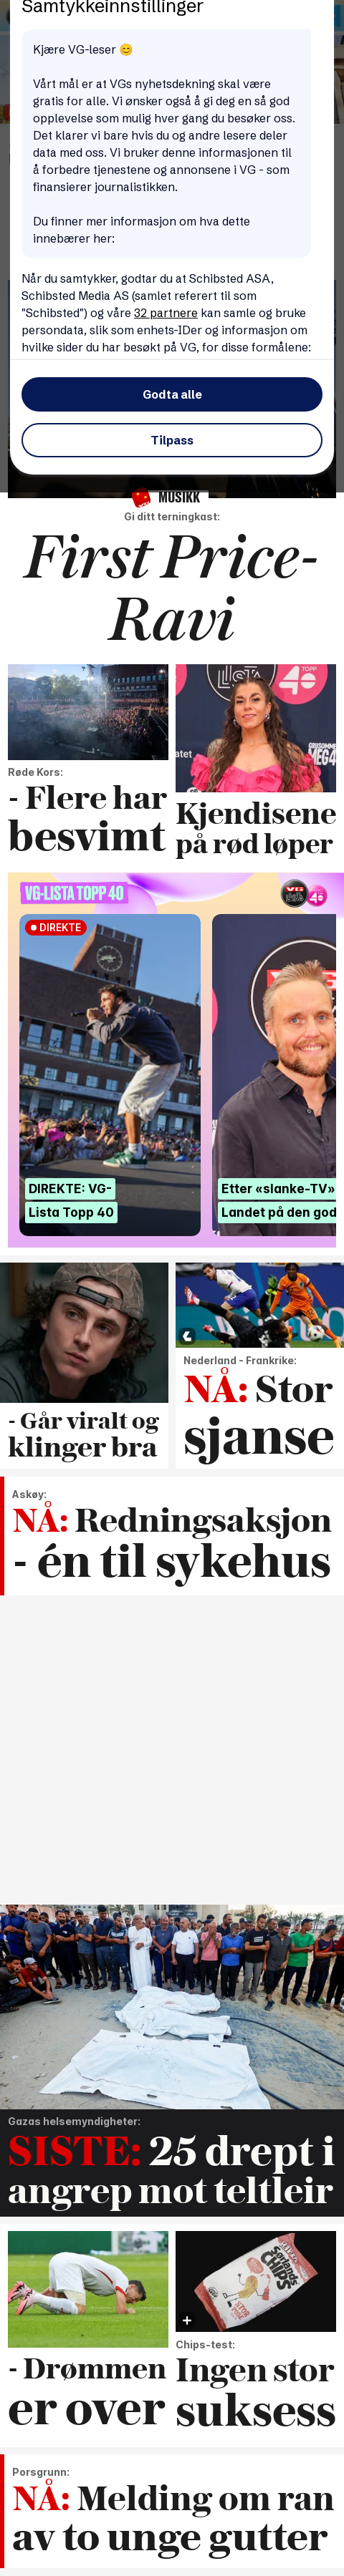 Samtykkeinnstillinger
Kjære VG-leser 😊
Vårt mål er at VGs nyhetsdekning skal være
gratis for alle. Vi ønsker også å gi deg en så god
opplevelse som mulig hver gang du besøker oss.
Det klarer vi bare hvis du og andre lesere deler
data med oss. Vi bruker denne informasjonen til
å forbedre tjenestene og annonsene i VG - som
finansierer journalistikken.
Du finner mer informasjon om hva dette
innebærer her:
Når du samtykker, godtar du at Schibsted ASA,
Schibsted Media AS (samlet referert til som
"Schibsted") og våre 32 partnere kan samle og bruke
persondata, slik som enhets-IDer og informasjon om
hvilke sider du har besøkt på VG, for disse formålene:
Godta alle
Tilpass
MUSIKK
Gi ditt terningkast:
First Price-
Ravi
LISTA
TOPP
40
Røde Kors:
- Flere har
besvimt
Kjendisene
på rød løper
VG-LISTA TOPP 40
VG
DIREKTE
DIREKTE: VG-
Lista Topp 40
Etter «slanke-TV»
Landet på den god
- Går viralt og
klinger bra
Nederland - Frankrike:
NÅ: Stor
sjanse
Askøy:
NÅ: Redningsaksjon
- én til sykehus
Gazas helsemyndigheter:
SISTE: 25 drept i
angrep mot teltleir
- Drømmen
er over
Sørlands
CHIPS
Chips-test:
Ingen stor
suksess
Porsgrunn:
NÅ: Melding om ran
av to unge gutter